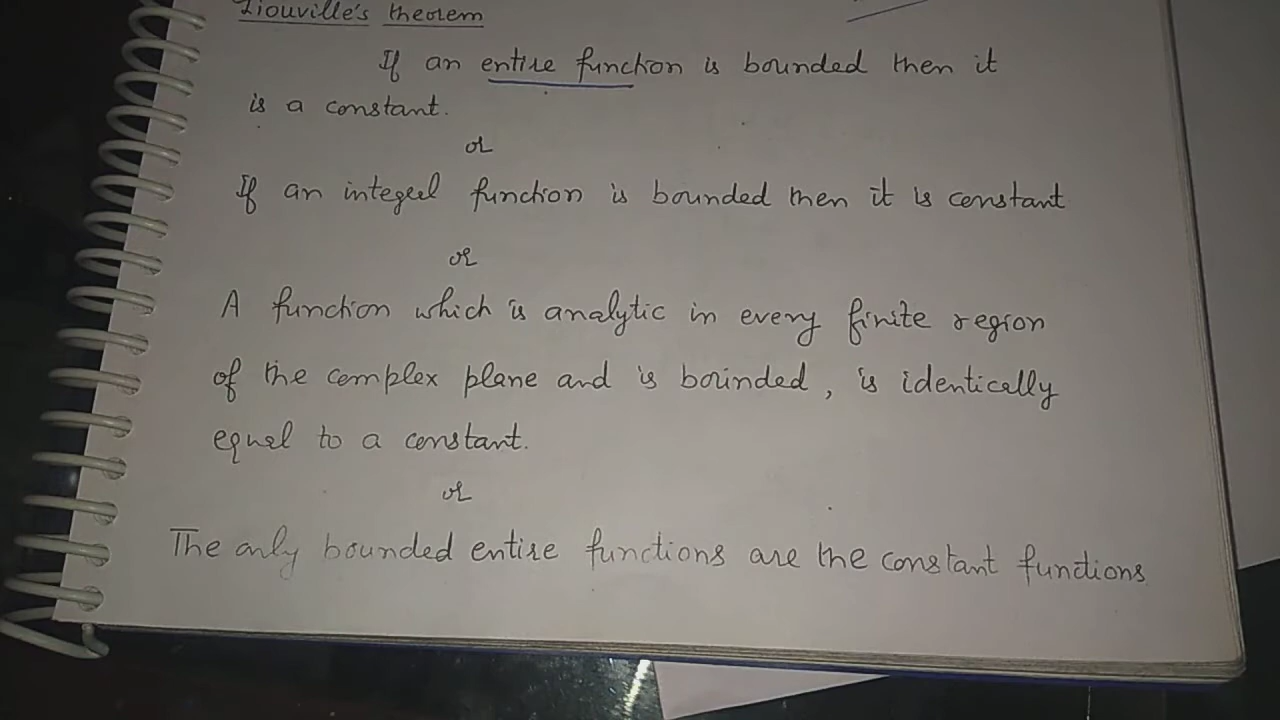 Liouville's theorem
If an entire function is bounded then it
is a constant.
or
If an integral function is bounded then it is constant
or
A function which is analytic in every finite region
of the complex plane and is bounded, is identically
equal to a constant.
or
The only bounded entire functions are the constant functions